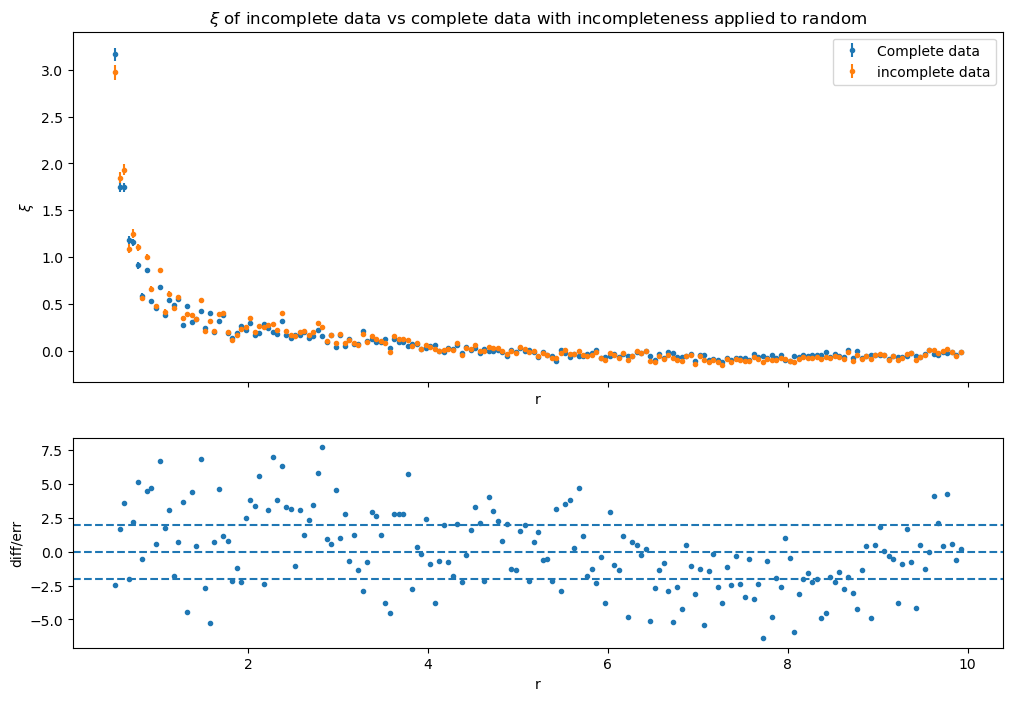 ξ of incomplete data vs complete data with incompleteness applied to random
Complete data
incomplete data
3.0
2.5
2.0
1.5
1.0
0.5
0.0
ξ
r
7.5
5.0
2.5
0.0
−2.5
−5.0
diff/err
2 4 6 8 10
r